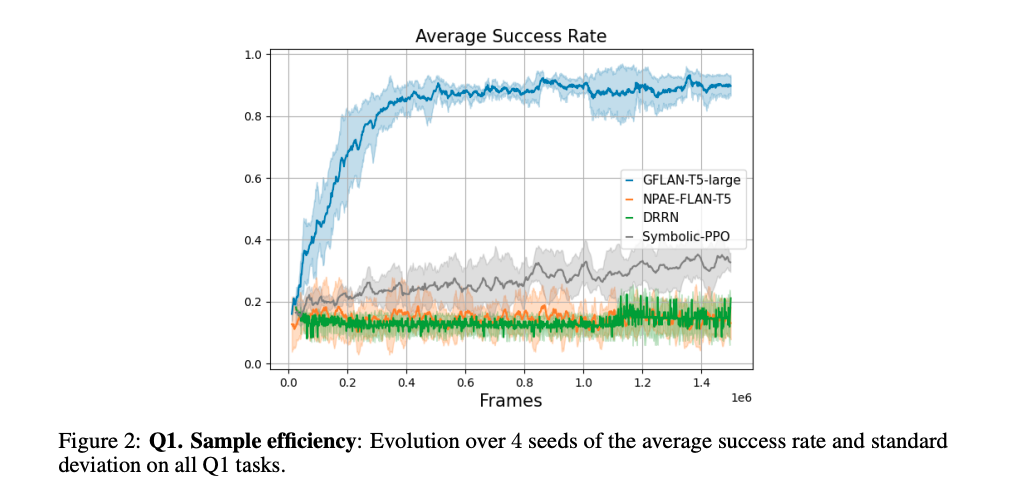 Average Success Rate
1.0
0.8
0.6
0.4
0.2
0.0
GFLAN-T5-large
NPAE-FLAN-T5
DRRN
Symbolic-PPO
0.0 0.2 0.4 0.6 0.8 1.0 1.2 1.4
1e6
Frames
Figure 2: Q1. Sample efficiency: Evolution over 4 seeds of the average success rate and standard
deviation on all Q1 tasks.